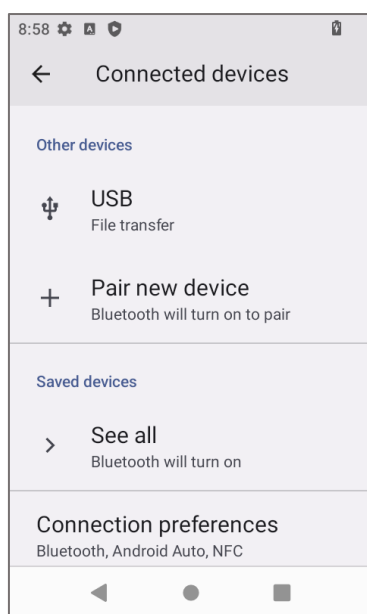 8:58
Connected devices
Other devices
USB
File transfer
Pair new device
Bluetooth will turn on to pair
Saved devices
See all
Bluetooth will turn on
Connection preferences
Bluetooth, Android Auto, NFC